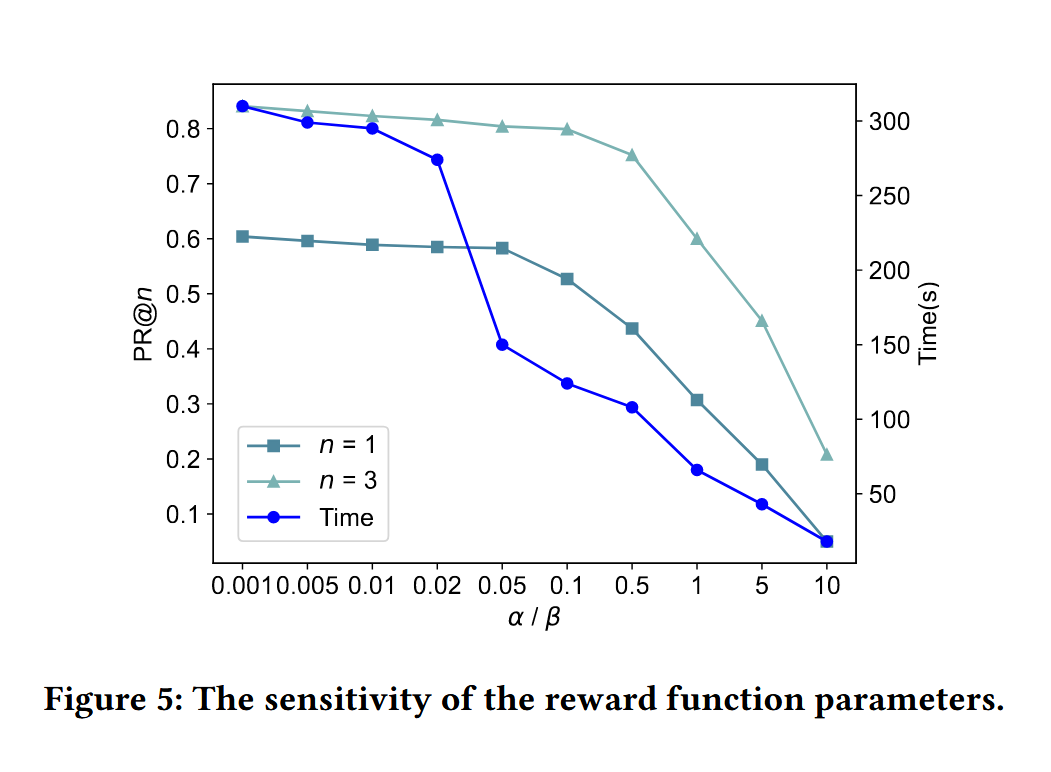 0.8
0.7
0.6
0.5
0.4
0.3
0.2
0.1
PR@n
300
250
200
150
100
50
Time(s)
n = 1
n = 3
Time
0.001 0.005 0.01 0.02 0.05 0.1 0.5 1 5 10
α / β
Figure 5: The sensitivity of the reward function parameters.